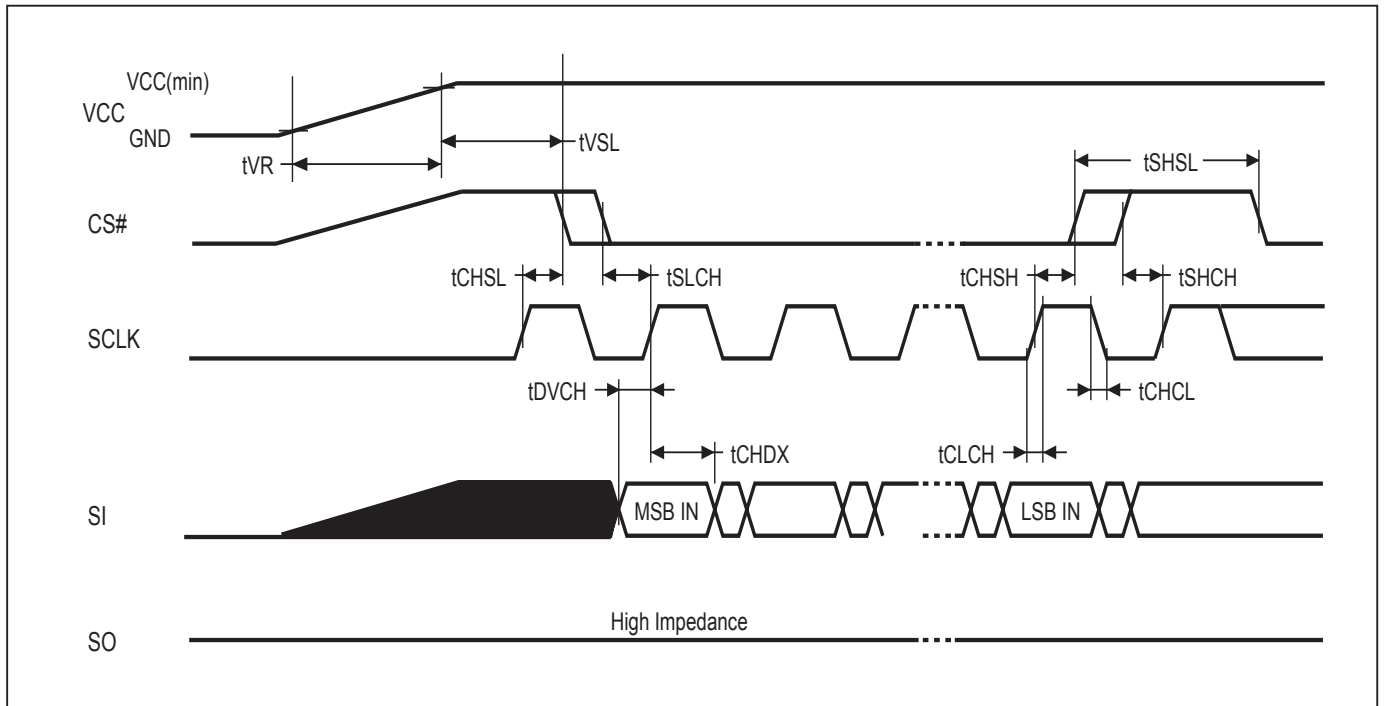 VCC(min)
VCC
GND
tVR
tVSL
tSHSL
CS#
tCHSL
tSLCH
tCHSH
tSHCH
SCLK
tDVCH
tCHCL
tCHDX
tCLCH
SI
MSB IN
LSB IN
High Impedance
SO